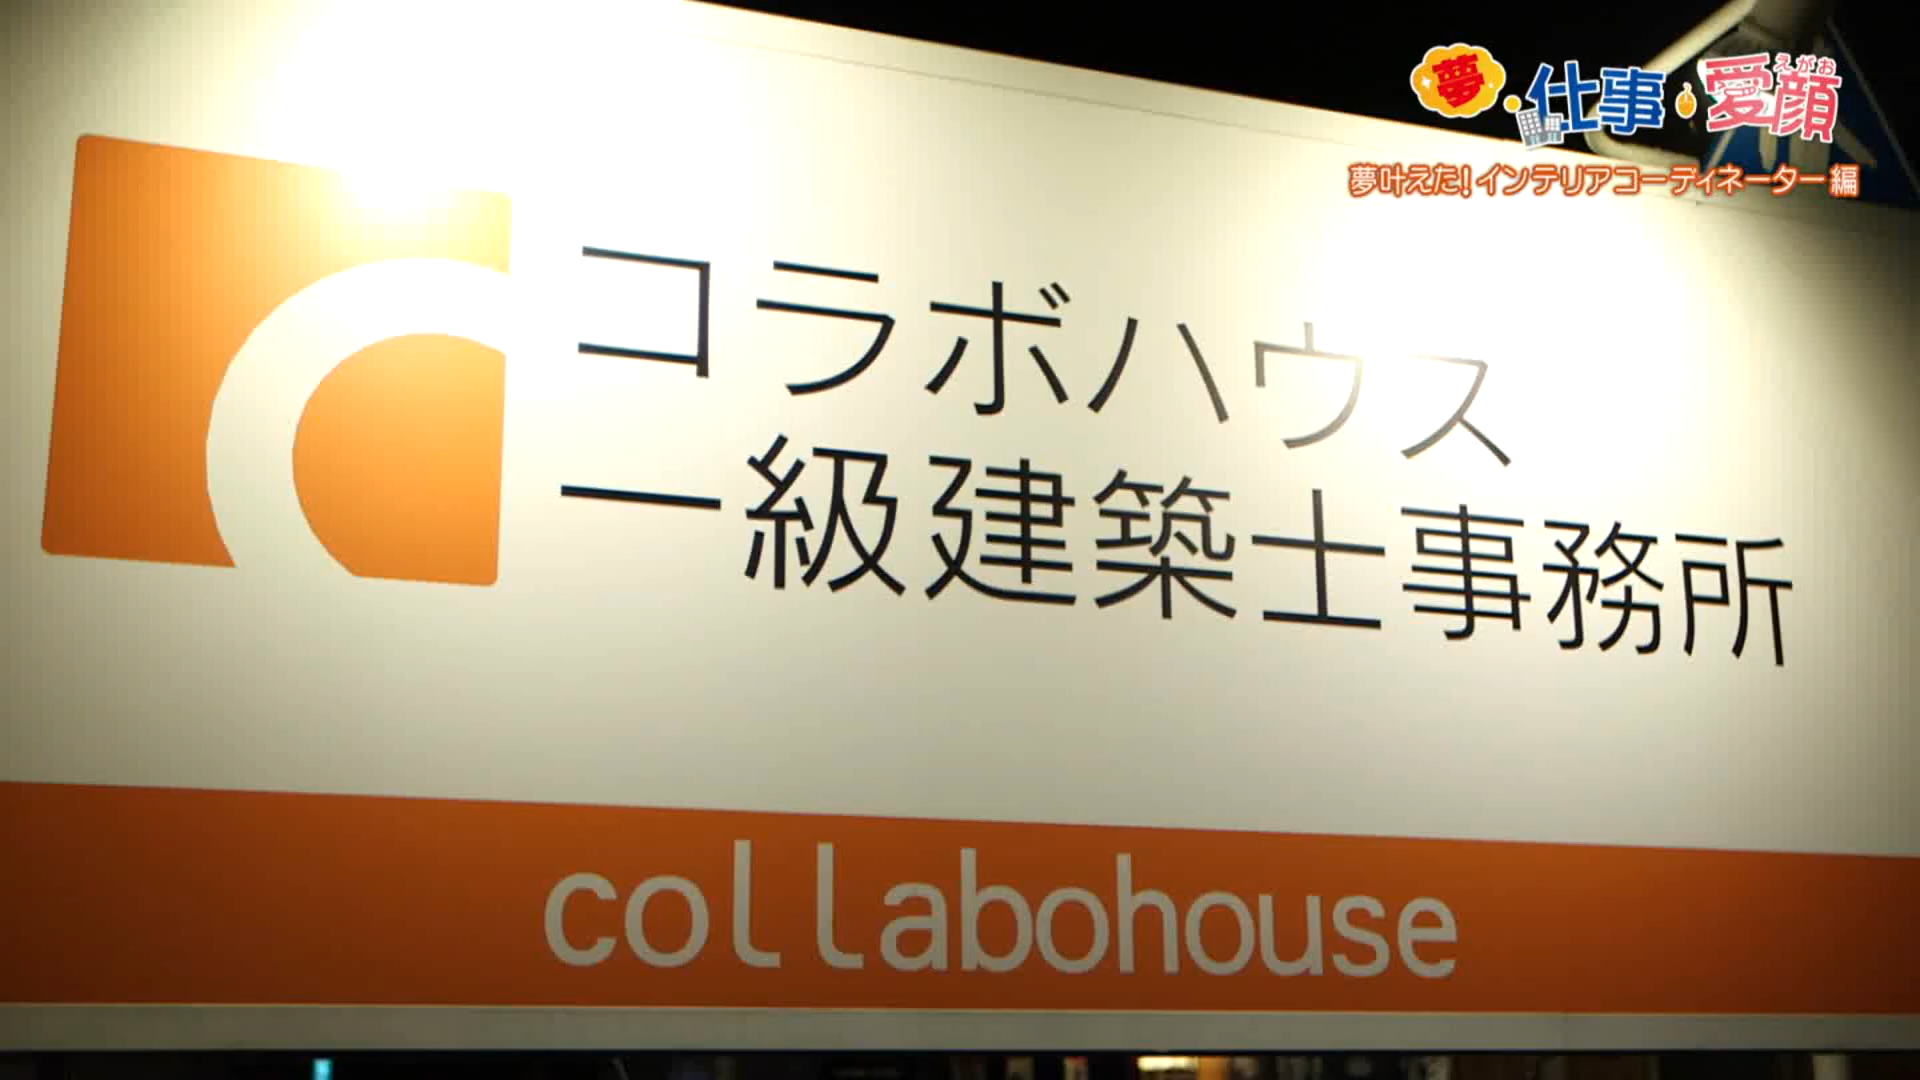 夢・仕事・愛顔
えがお
夢叶えた!インテリアコーディネーター編
コラボハウス
一級建築士事務所
collabohouse